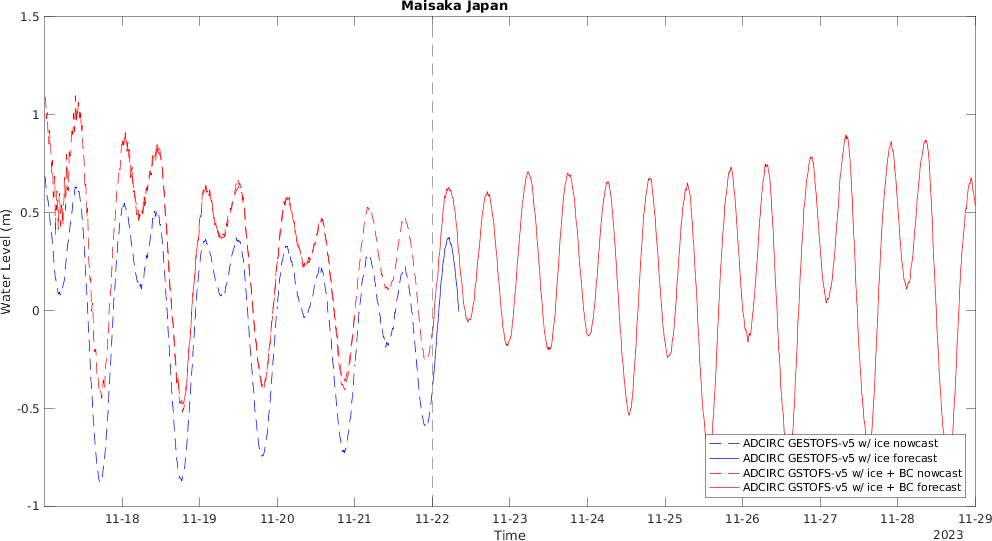 Maisaka Japan
1.5
1
0.5
0
-0.5
-1
Water Level (m)
ADCIRC GESTOFS-v5 w/ ice nowcast
ADCIRC GESTOFS-v5 w/ ice forecast
ADCIRC GSTOFS-v5 w/ ice + BC nowcast
ADCIRC GSTOFS-v5 w/ ice + BC forecast
11-18 11-19 11-20 11-21 11-22 11-23 11-24 11-25 11-26 11-27 11-28 11-29
Time
2023